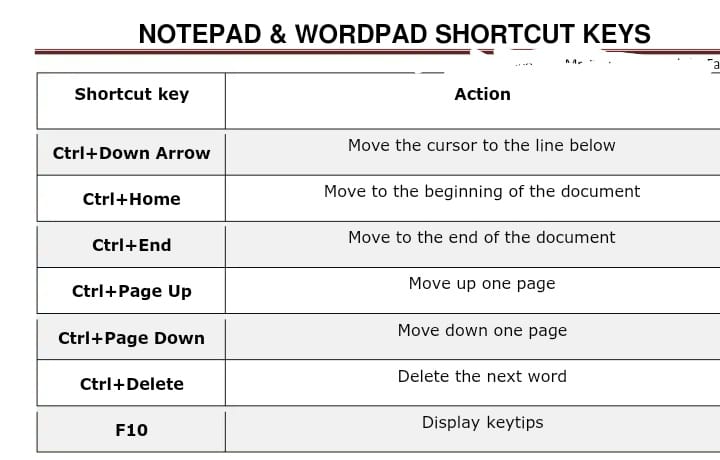 NOTEPAD & WORDPAD SHORTCUT KEYS
Shortcut key Action
Ctrl+Down Arrow Move the cursor to the line below
Ctrl+Home Move to the beginning of the document
Ctrl+End Move to the end of the document
Ctrl+Page Up Move up one page
Ctrl+Page Down Move down one page
Ctrl+Delete Delete the next word
F10 Display keytips